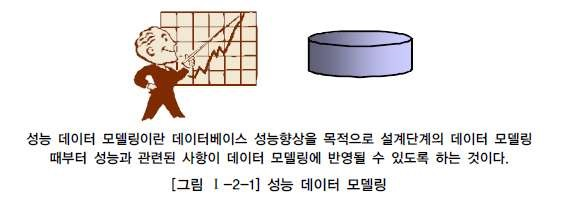 성능 데이터 모델링이란 데이터베이스 성능향상을 목적으로 설계단계의 데이터 모델링
때부터 성능과 관련된 사항이 데이터 모델링에 반영될 수 있도록 하는 것이다.
[그림 Ⅰ-2-1] 성능 데이터 모델링